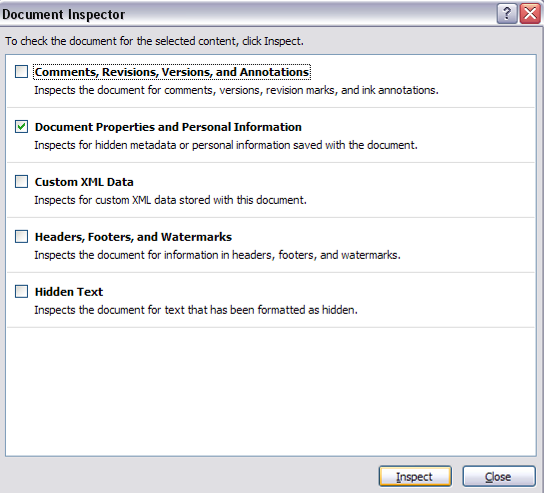 Document Inspector
To check the document for the selected content, click Inspect.
Comments, Revisions, Versions, and Annotations
Inspects the document for comments, versions, revision marks, and ink annotations.
Document Properties and Personal Information
Inspects for hidden metadata or personal information saved with the document.
Custom XML Data
Inspects for custom XML data stored with this document.
Headers, Footers, and Watermarks
Inspects the document for information in headers, footers, and watermarks.
Hidden Text
Inspects the document for text that has been formatted as hidden.
Inspect Close